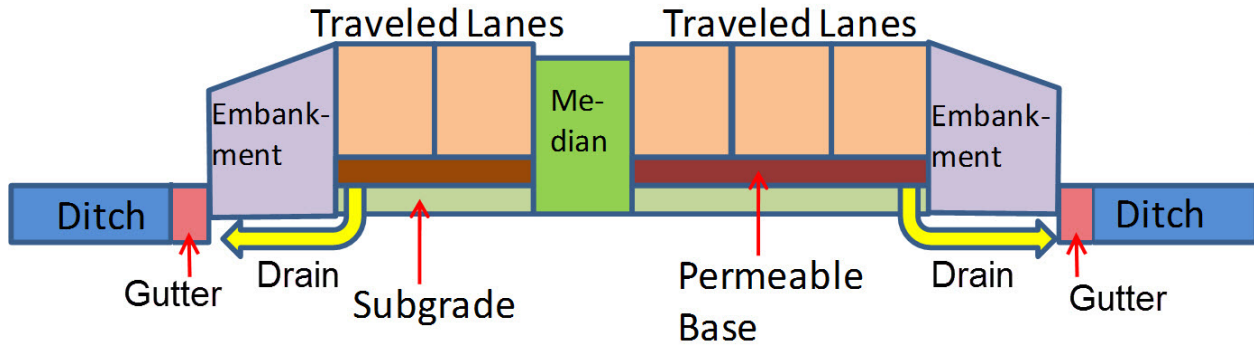 Traveled Lanes
Traveled Lanes
Embank-
ment
Me-
dian
Embank-
ment
Ditch
Ditch
Drain
Drain
Gutter
Subgrade
Permeable
Base
Gutter